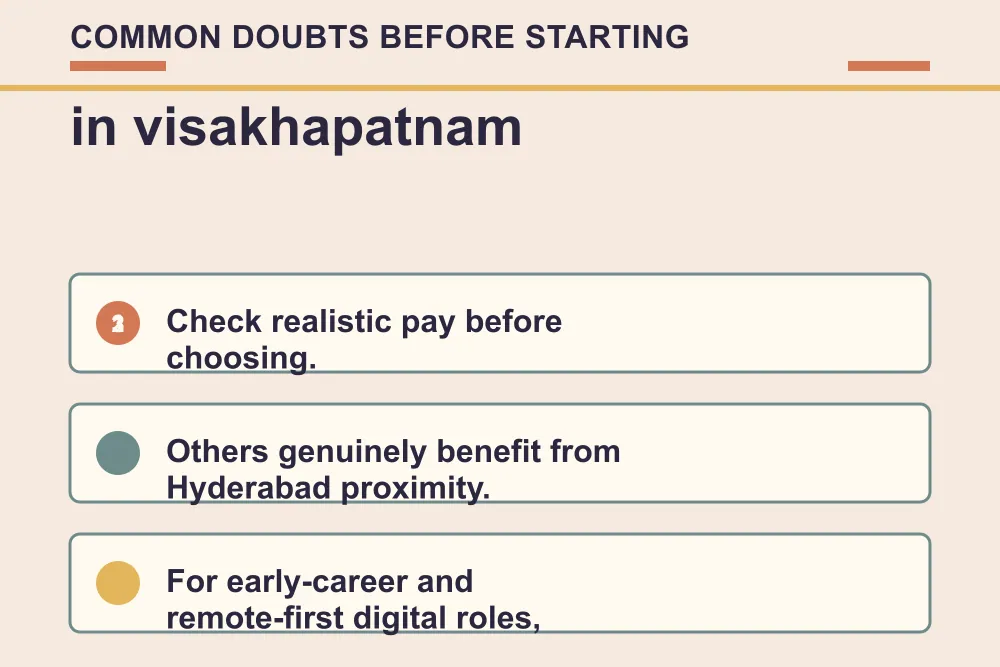 COMMON DOUBTS BEFORE STARTING
in visakhapatnam
Check realistic pay before
choosing.
Others genuinely benefit from
Hyderabad proximity.
For early-career and
remote-first digital roles,